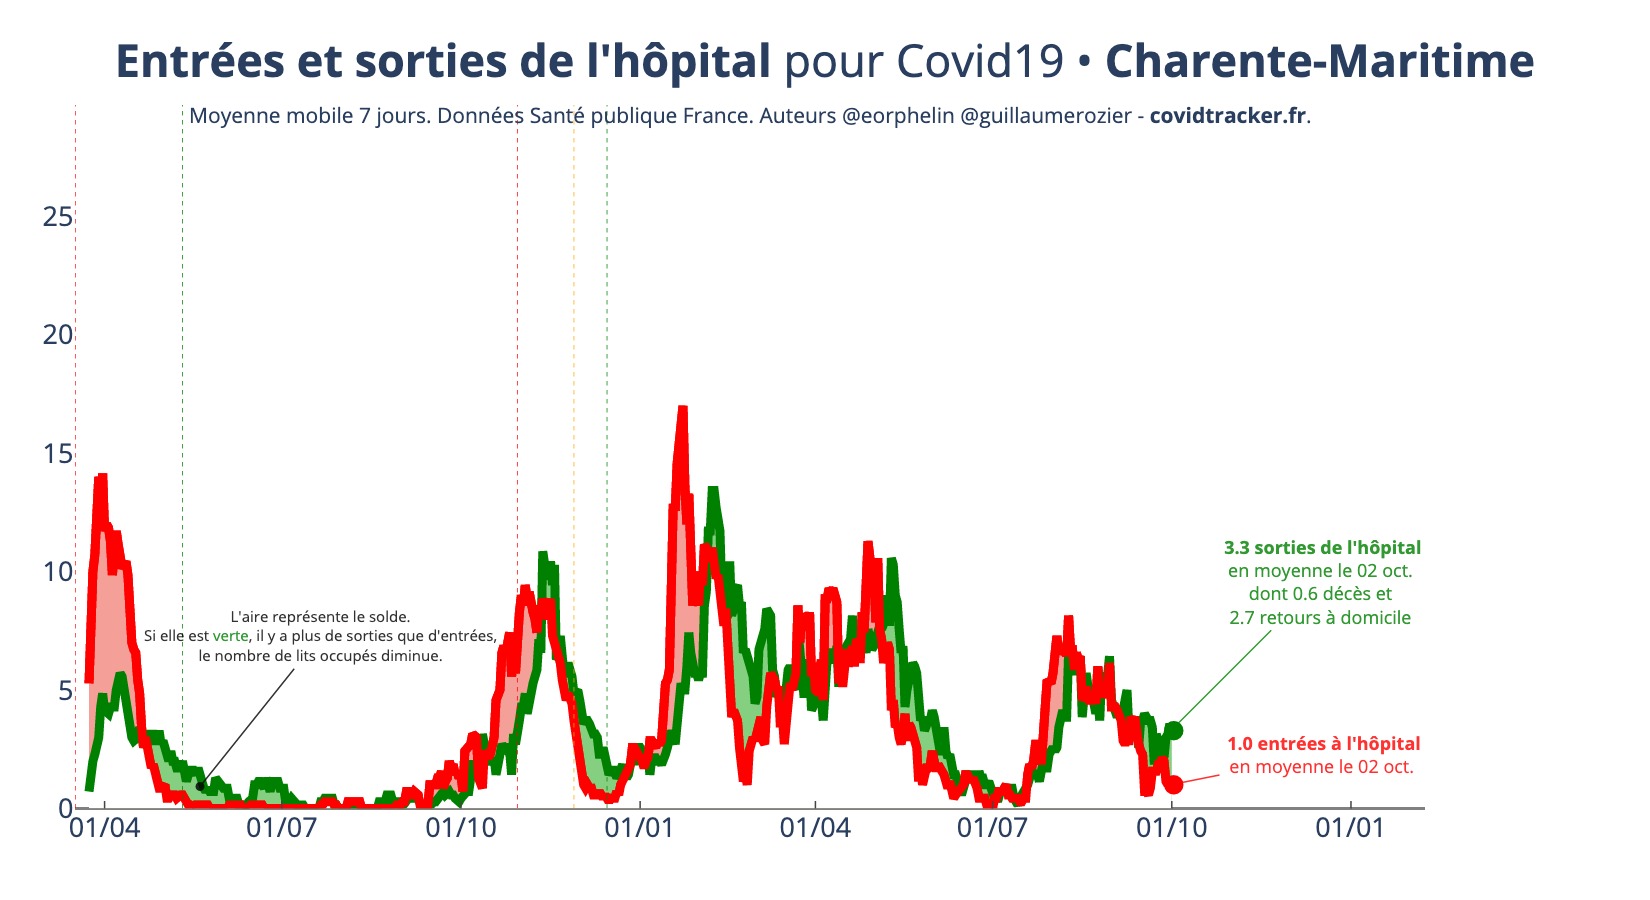 Entrées et sorties de l'hôpital pour Covid19 • Charente-Maritime
Moyenne mobile 7 jours. Données Santé publique France. Auteurs @eorphelin @guillaumerozier - covidtracker.fr.
25
20
15
10
5
0
L'aire représente le solde.
Si elle est verte, il y a plus de sorties que d'entrées,
le nombre de lits occupés diminue.
3.3 sorties de l'hôpital
en moyenne le 02 oct.
dont 0.6 décès et
2.7 retours à domicile
1.0 entrées à l'hôpital
en moyenne le 02 oct.
01/04 01/07 01/10 01/01 01/04 01/07 01/10 01/01